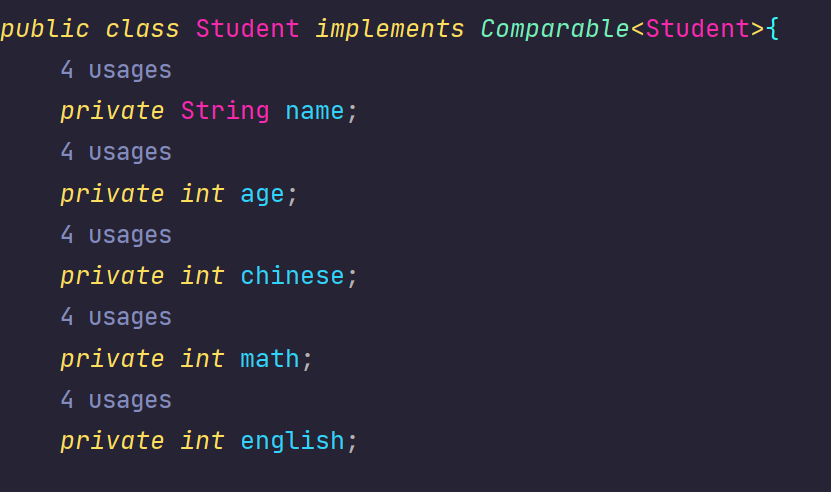 public class Student implements Comparable<Student>{
4 usages
private String name;
4 usages
private int age;
4 usages
private int chinese;
4 usages
private int math;
4 usages
private int english;